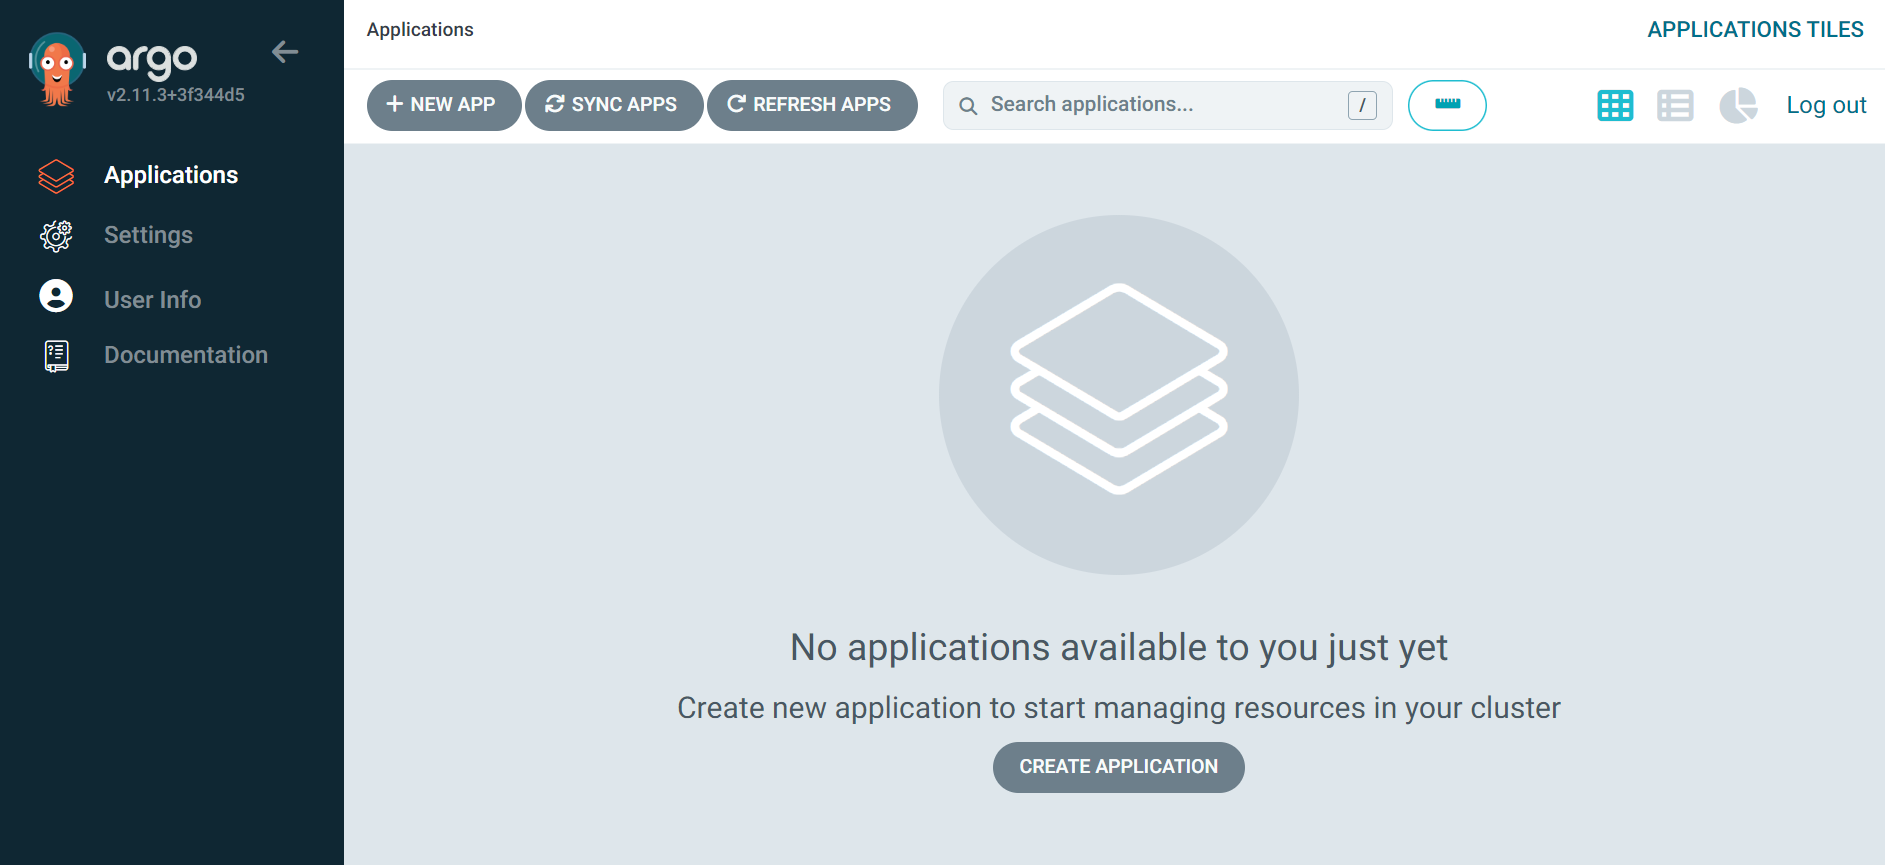 argo
v2.11.3+3f344d5
Applications
Settings
User Info
Documentation
Applications
APPLICATIONS TILES
+ NEW APP
SYNC APPS
REFRESH APPS
Search applications...
/
Log out
No applications available to you just yet
Create new application to start managing resources in your cluster
CREATE APPLICATION